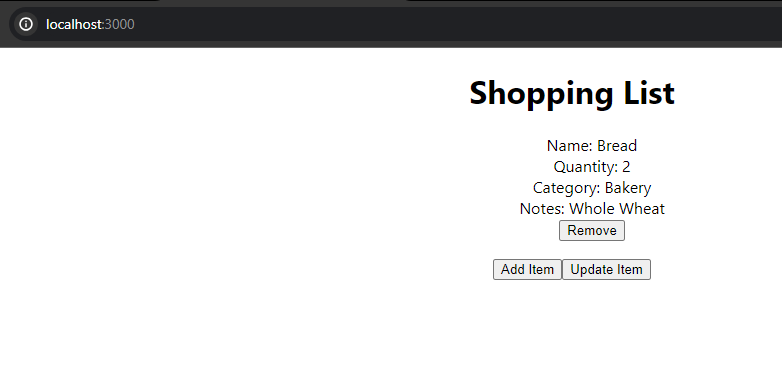 localhost:3000
Shopping List
Name: Bread
Quantity: 2
Category: Bakery
Notes: Whole Wheat
Remove
Add Item Update Item